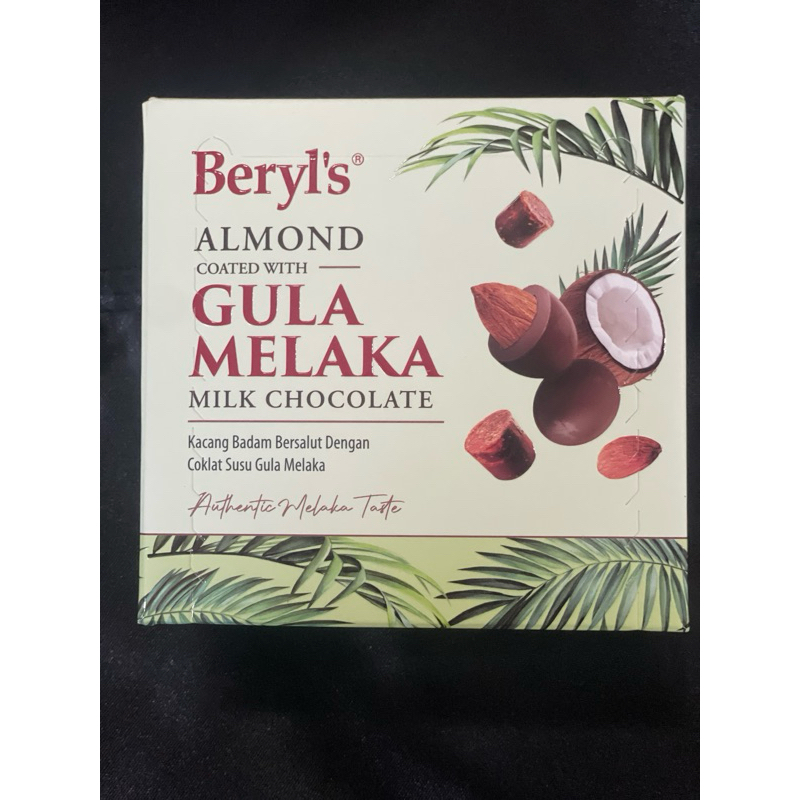 Beryl's®
ALMOND
COATED WITH
GULA
MELAKA
MILK CHOCOLATE
Kacang Badam Bersalut Dengan
Coklat Susu Gula Melaka
Authentic Melaka Taste